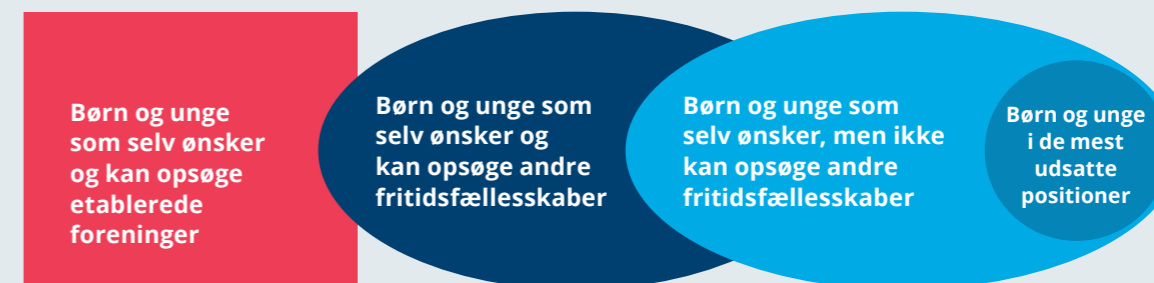 Børn og unge
som selv ønsker
og kan opsøge
etablerede
foreninger
Børn og unge som
selv ønsker og
kan opsøge andre
fritidsfællesskaber
Børn og unge som
selv ønsker, men ikke
kan opsøge andre
fritidsfællesskaber
Børn og unge
i de mest
udsatte
positioner